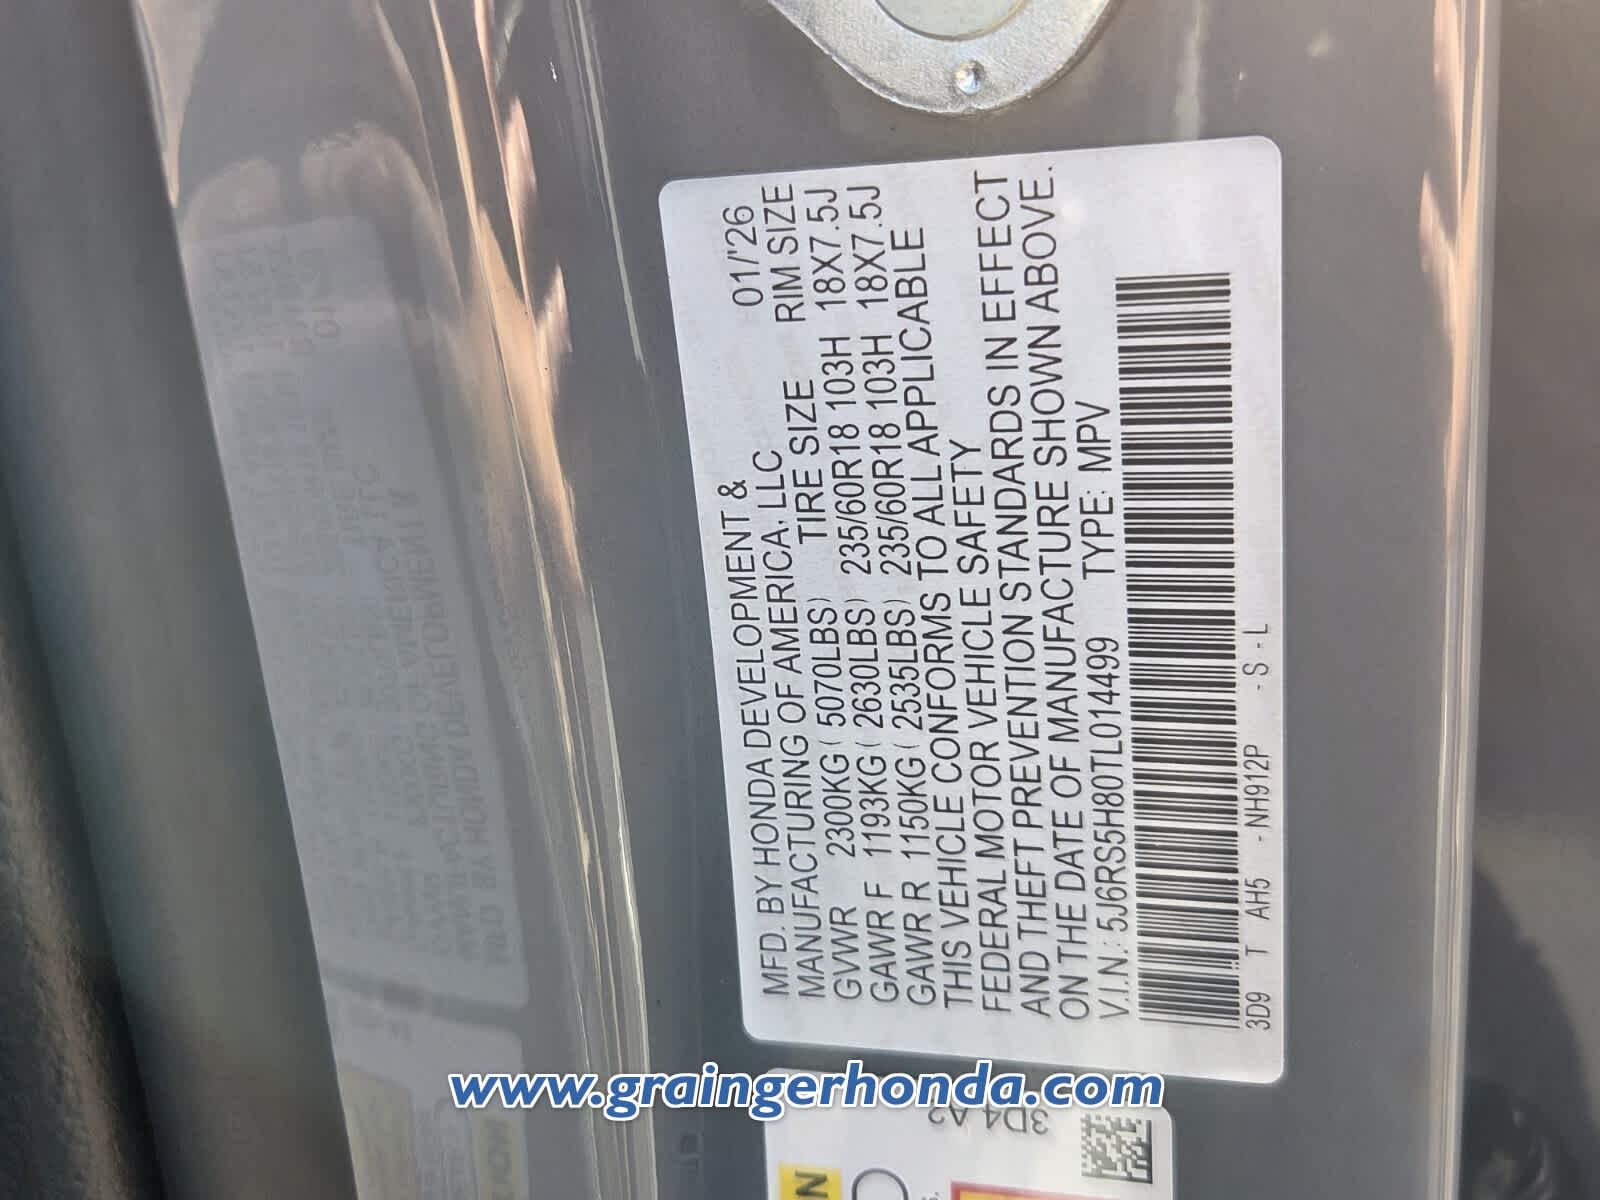 MFD. BY HONDA DEVELOPMENT &
MANUFACTURING OF AMERICA, LLC 01/'26
TIRE SIZE RIM SIZE
GVWR 2300KG ( 5070LBS) 235/60R18 103H 18X7.5J
GAWR F 1193KG ( 2630LBS) 235/60R18 103H 18X7.5J
GAWR R 1150KG ( 2535LBS)
THIS VEHICLE CONFORMS TO ALL APPLICABLE
FEDERAL MOTOR VEHICLE SAFETY
AND THEFT PREVENTION STANDARDS IN EFFECT
ON THE DATE OF MANUFACTURE SHOWN ABOVE.
V.I.N.: 5J6RS5H80TL014499 TYPE: MPV
3D9 T AH5 -NH912P - S - L
www.graingerhonda.com
3D4 A2